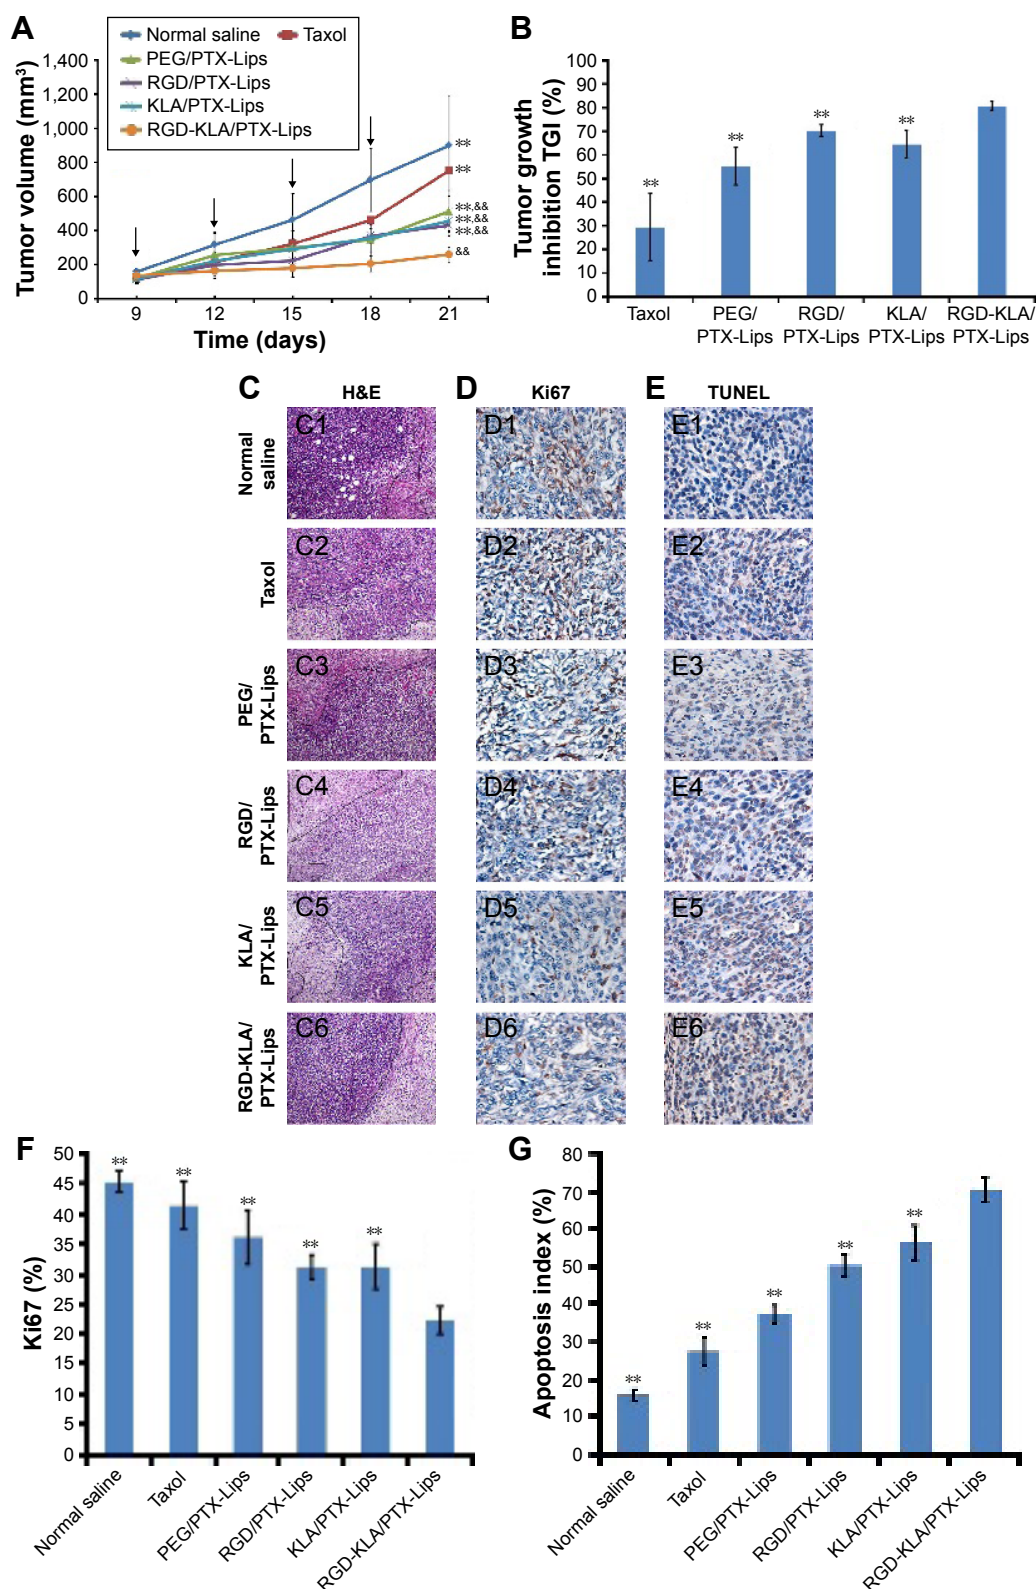 A
Normal saline
Taxol
PEG/PTX-Lips
RGD/PTX-Lips
KLA/PTX-Lips
RGD-KLA/PTX-Lips
Tumor volume (mm³)
1,400
1,200
1,000
800
600
400
200
0
**
**
**,&&
**,&&
**,&&
&&
9 12 15 18 21
Time (days)
B
Tumor growth
inhibition TGI (%)
100
90
80
70
60
50
40
30
20
10
0
** ** ** **
Taxol PEG/ RGD/ KLA/ RGD-KLA/
PTX-Lips PTX-Lips PTX-Lips PTX-Lips
C H&E D Ki67 E TUNEL
Normal
saline
C1 D1 E1
Taxol
C2 D2 E2
PEG/
PTX-Lips
C3 D3 E3
RGD/
PTX-Lips
C4 D4 E4
KLA/
PTX-Lips
C5 D5 E5
RGD-KLA/
PTX-Lips
C6 D6 E6
F
Ki67 (%)
50
45
40
35
30
25
20
15
10
5
0
** ** ** ** **
Normal saline
Taxol
PEG/PTX-Lips
RGD/PTX-Lips
KLA/PTX-Lips
RGD-KLA/PTX-Lips
G
Apoptosis index (%)
80
70
60
50
40
30
20
10
0
** ** ** ** **
Normal saline
Taxol
PEG/PTX-Lips
RGD/PTX-Lips
KLA/PTX-Lips
RGD-KLA/PTX-Lips